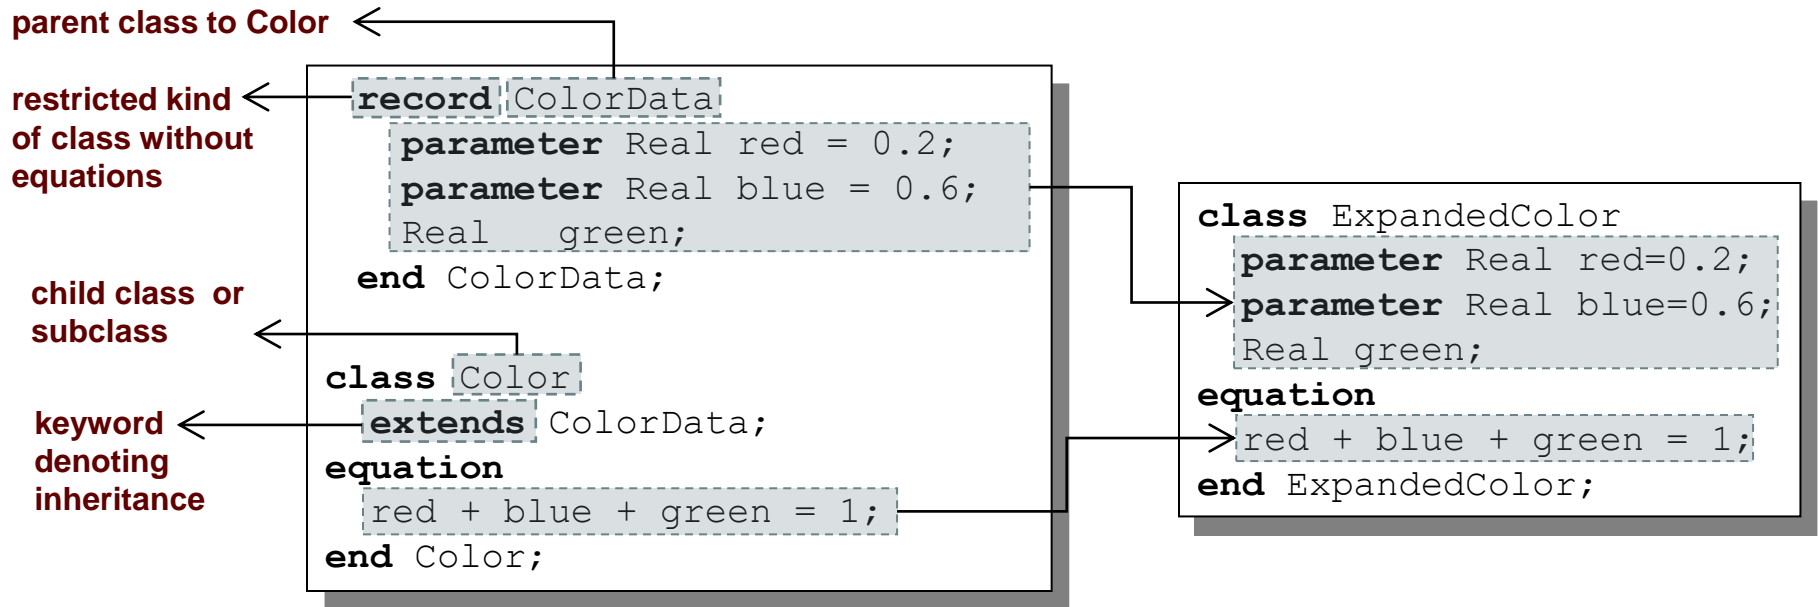 parent class to Color
restricted kind
of class without
equations
child class or
subclass
keyword
denoting
inheritance
record ColorData
parameter Real red = 0.2;
parameter Real blue = 0.6;
Real green;
end ColorData;
class Color
extends ColorData;
equation
red + blue + green = 1;
end Color;
class ExpandedColor
parameter Real red=0.2;
parameter Real blue=0.6;
Real green;
equation
red + blue + green = 1;
end ExpandedColor;